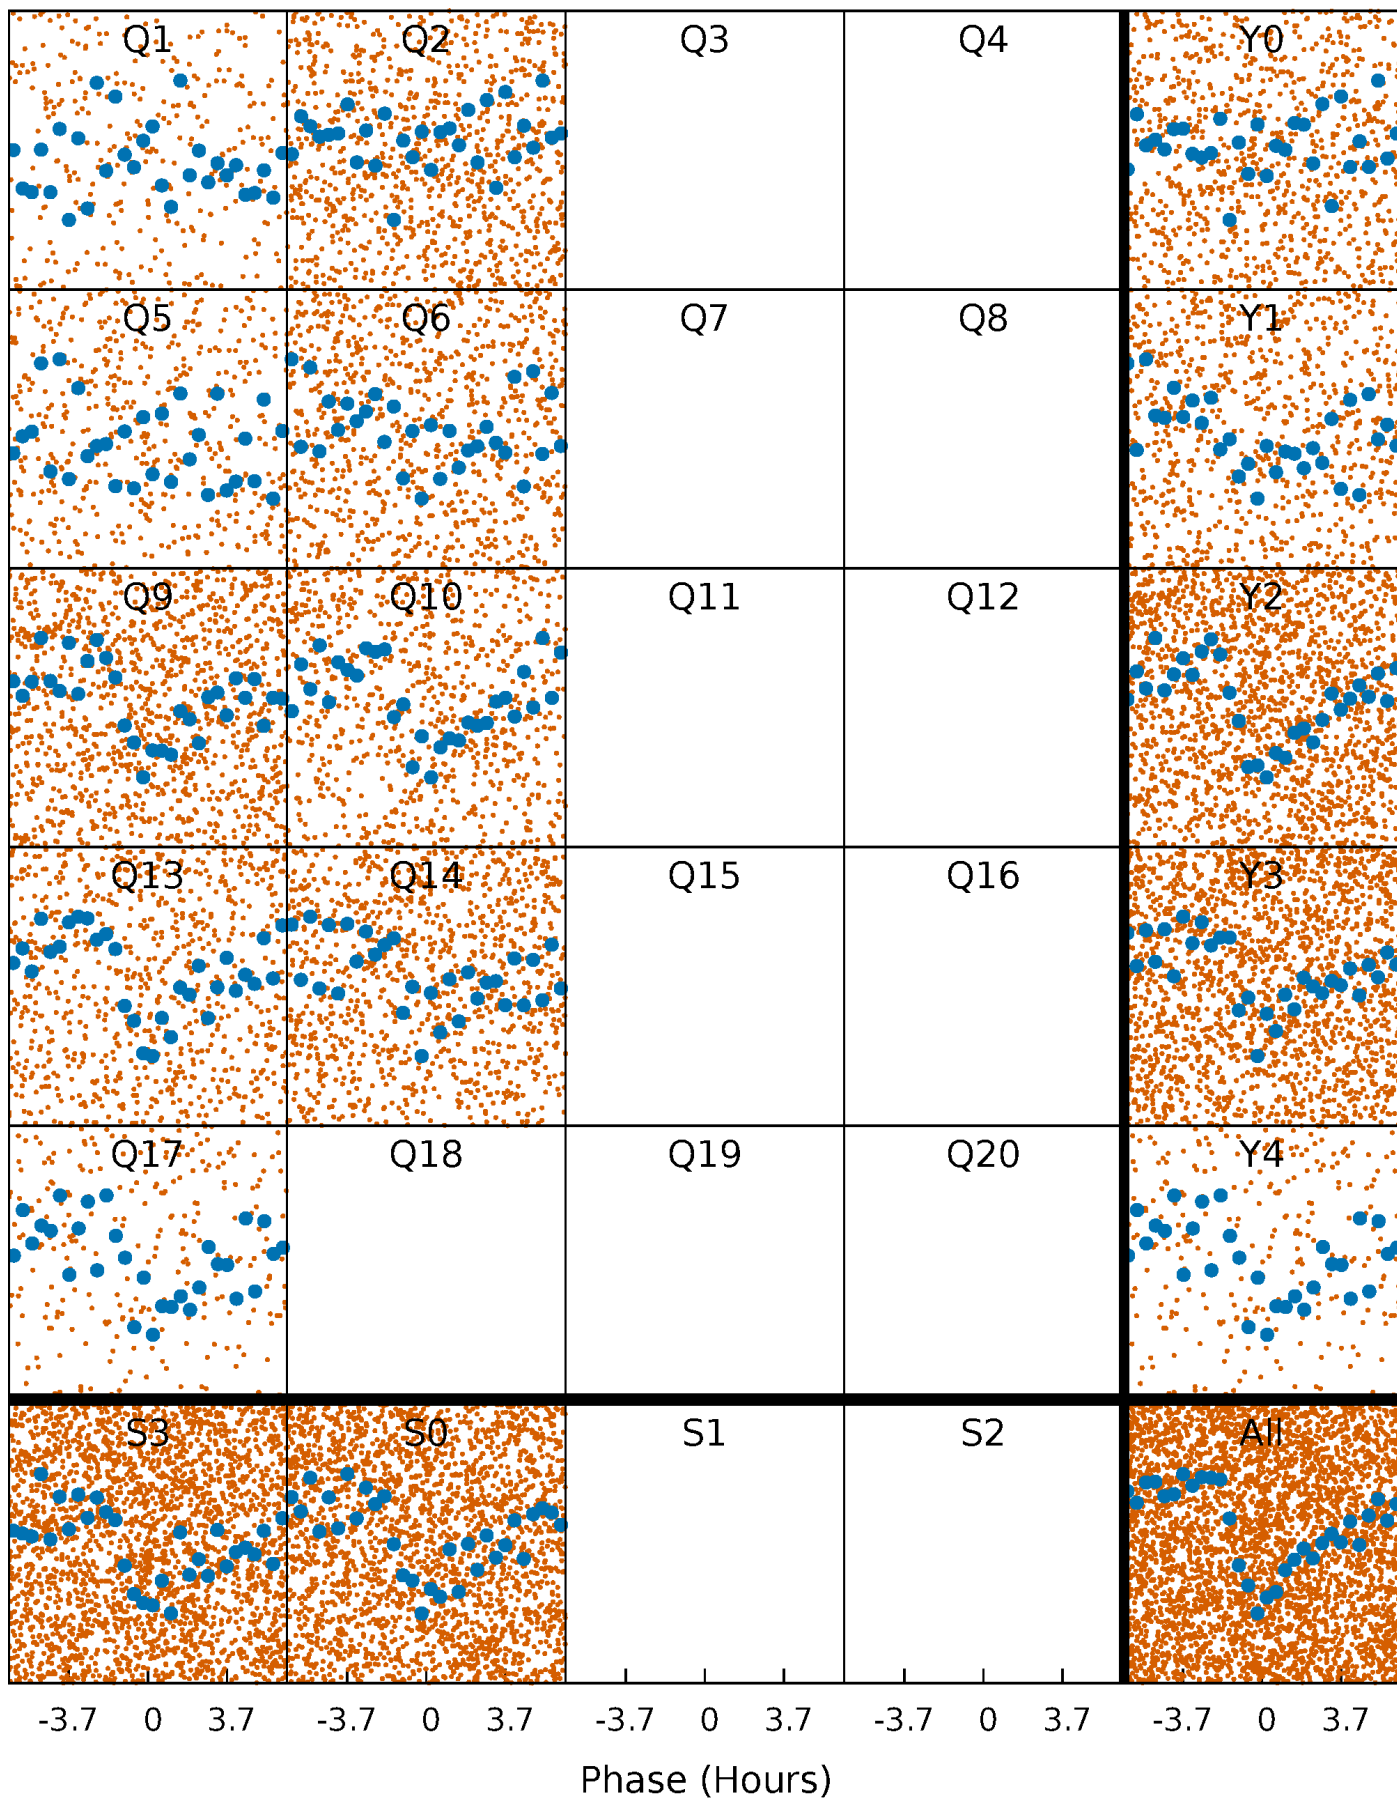 Q1 Q2 Q3 Q4 Y0
Q5 Q6 Q7 Q8 Y1
Q9 Q10 Q11 Q12 Y2
Q13 Q14 Q15 Q16 Y3
Q17 Q18 Q19 Q20 Y4
S3 S0 S1 S2 All
-3.7 0 3.7 -3.7 0 3.7 -3.7 0 3.7 -3.7 0 3.7 -3.7 0 3.7
Phase (Hours)